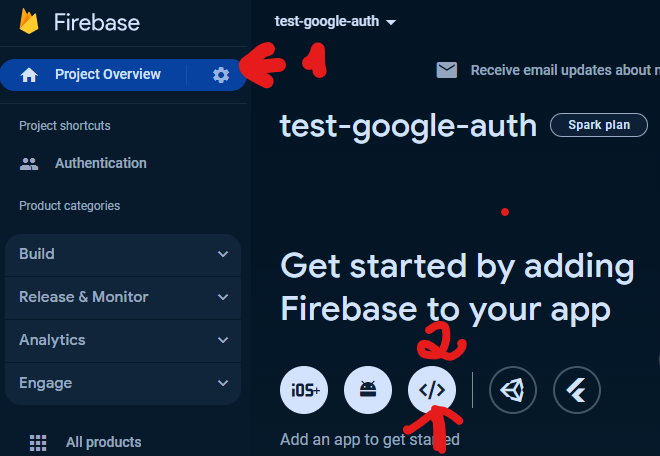 Firebase
test-google-auth
1
Project Overview
Receive email updates about
Project shortcuts
test-google-auth
Spark plan
Authentication
Product categories
Build
Get started by adding
Firebase to your app
Release & Monitor
Analytics
2
Engage
iOS+
</>
Add an app to get started
All products